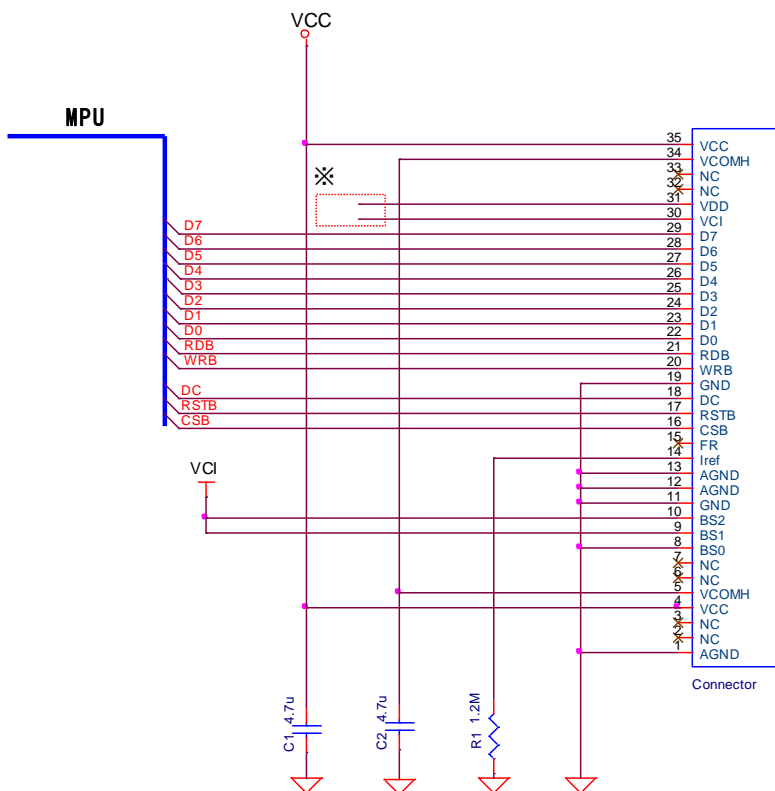 VCC
MPU
※
D7
D6
D5
D4
D3
D2
D1
D0
RDB
WRB
DC
RSTB
CSB
VCI
35 VCC
34 VCOMH
33 NC
32 NC
31 VDD
30 VCI
29 D7
28 D6
27 D5
26 D4
25 D3
24 D2
23 D1
22 D0
21 RDB
20 WRB
19 GND
18 DC
17 RSTB
16 CSB
15 FR
14 Iref
13 AGND
12 AGND
11 GND
10 BS2
9 BS1
8 BS0
7 NC
6 NC
5 VCOMH
4 VCC
3 NC
2 NC
1 AGND
Connector
C1 4.7u
C2 4.7u
R1 1.2M